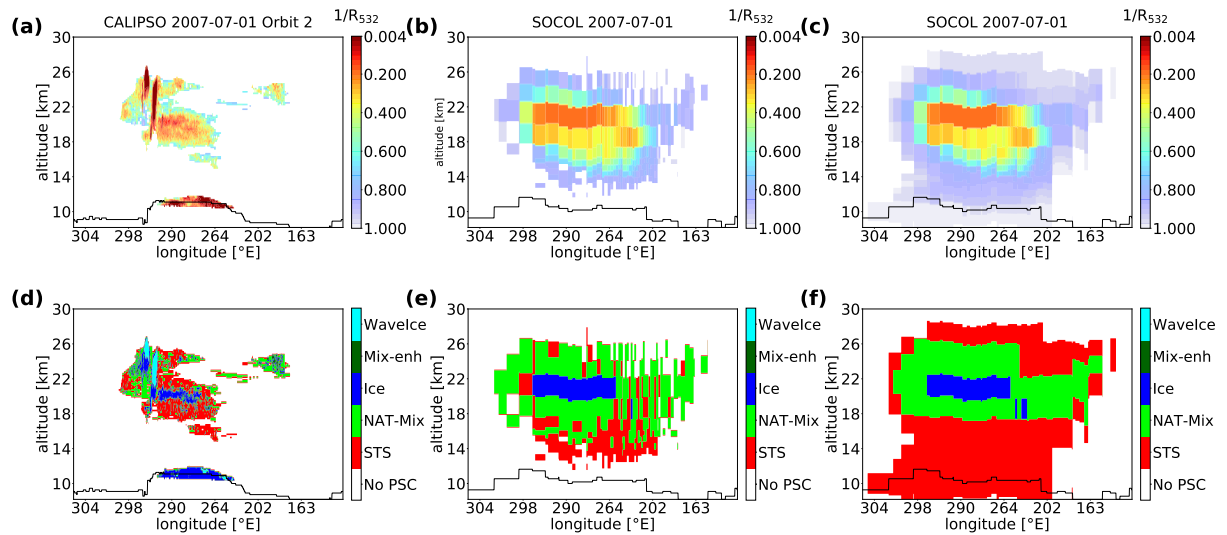 (a) CALIPSO 2007-07-01 Orbit 2 1/R532
30
26
22
18
14
10
altitude [km]
304 298 290 264 202 163
longitude [°E]
0.004
0.200
0.400
0.600
0.800
1.000
(b) SOCOL 2007-07-01 1/R532
30
26
22
18
14
10
altitude [km]
304 298 290 264 202 163
longitude [°E]
0.004
0.200
0.400
0.600
0.800
1.000
(c) SOCOL 2007-07-01 1/R532
30
26
22
18
14
10
altitude [km]
304 298 290 264 202 163
longitude [°E]
0.004
0.200
0.400
0.600
0.800
1.000
(d)
30
26
22
18
14
10
altitude [km]
304 298 290 264 202 163
longitude [°E]
WaveIce
Mix-enh
Ice
NAT-Mix
STS
No PSC
(e)
30
26
22
18
14
10
altitude [km]
304 298 290 264 202 163
longitude [°E]
WaveIce
Mix-enh
Ice
NAT-Mix
STS
No PSC
(f)
30
26
22
18
14
10
altitude [km]
304 298 290 264 202 163
longitude [°E]
WaveIce
Mix-enh
Ice
NAT-Mix
STS
No PSC